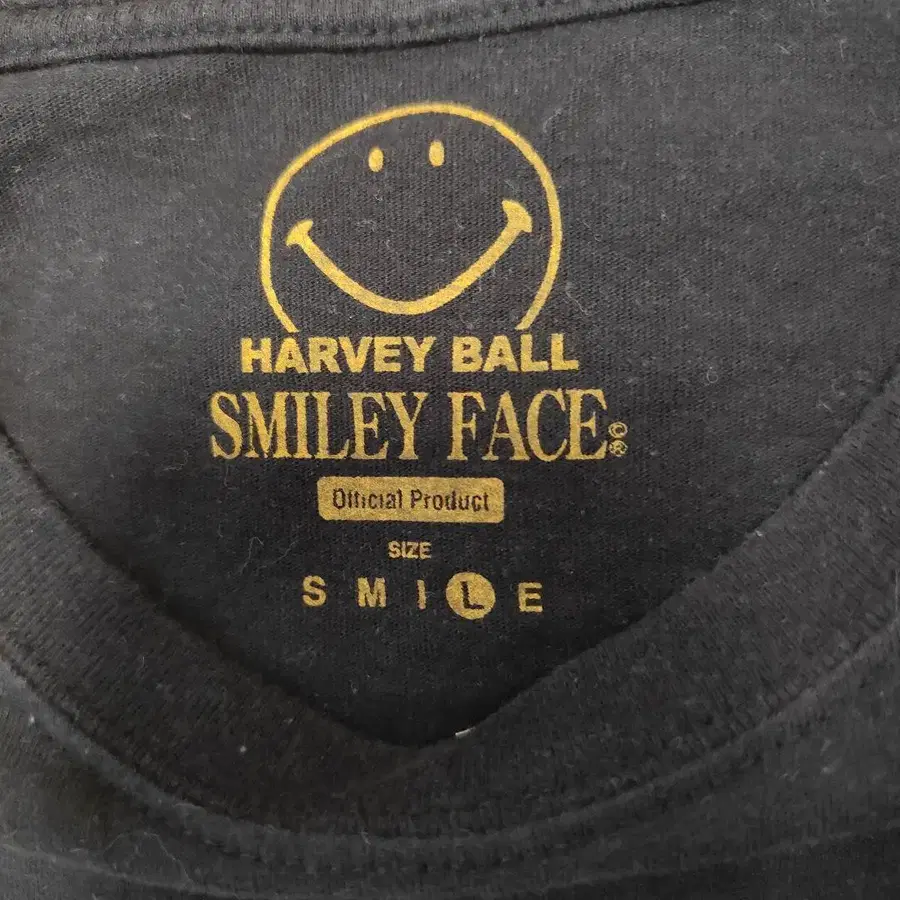 HARVEY BALL
SMILEY FACE©®
Official Product
SIZE
S M I L E